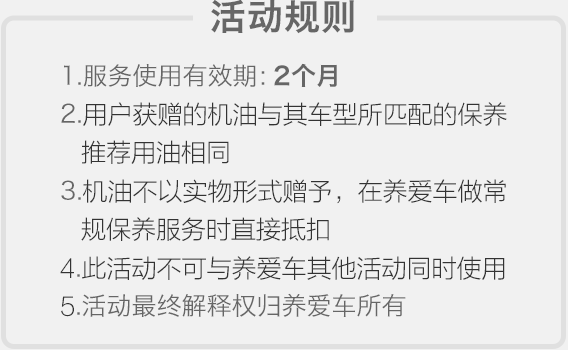 活动规则
1.服务使用有效期：2个月
2.用户获赠的机油与其车型所匹配的保养
推荐用油相同
3.机油不以实物形式赠予，在养爱车做常
规保养服务时直接抵扣
4.此活动不可与养爱车其他活动同时使用
5.活动最终解释权归养爱车所有